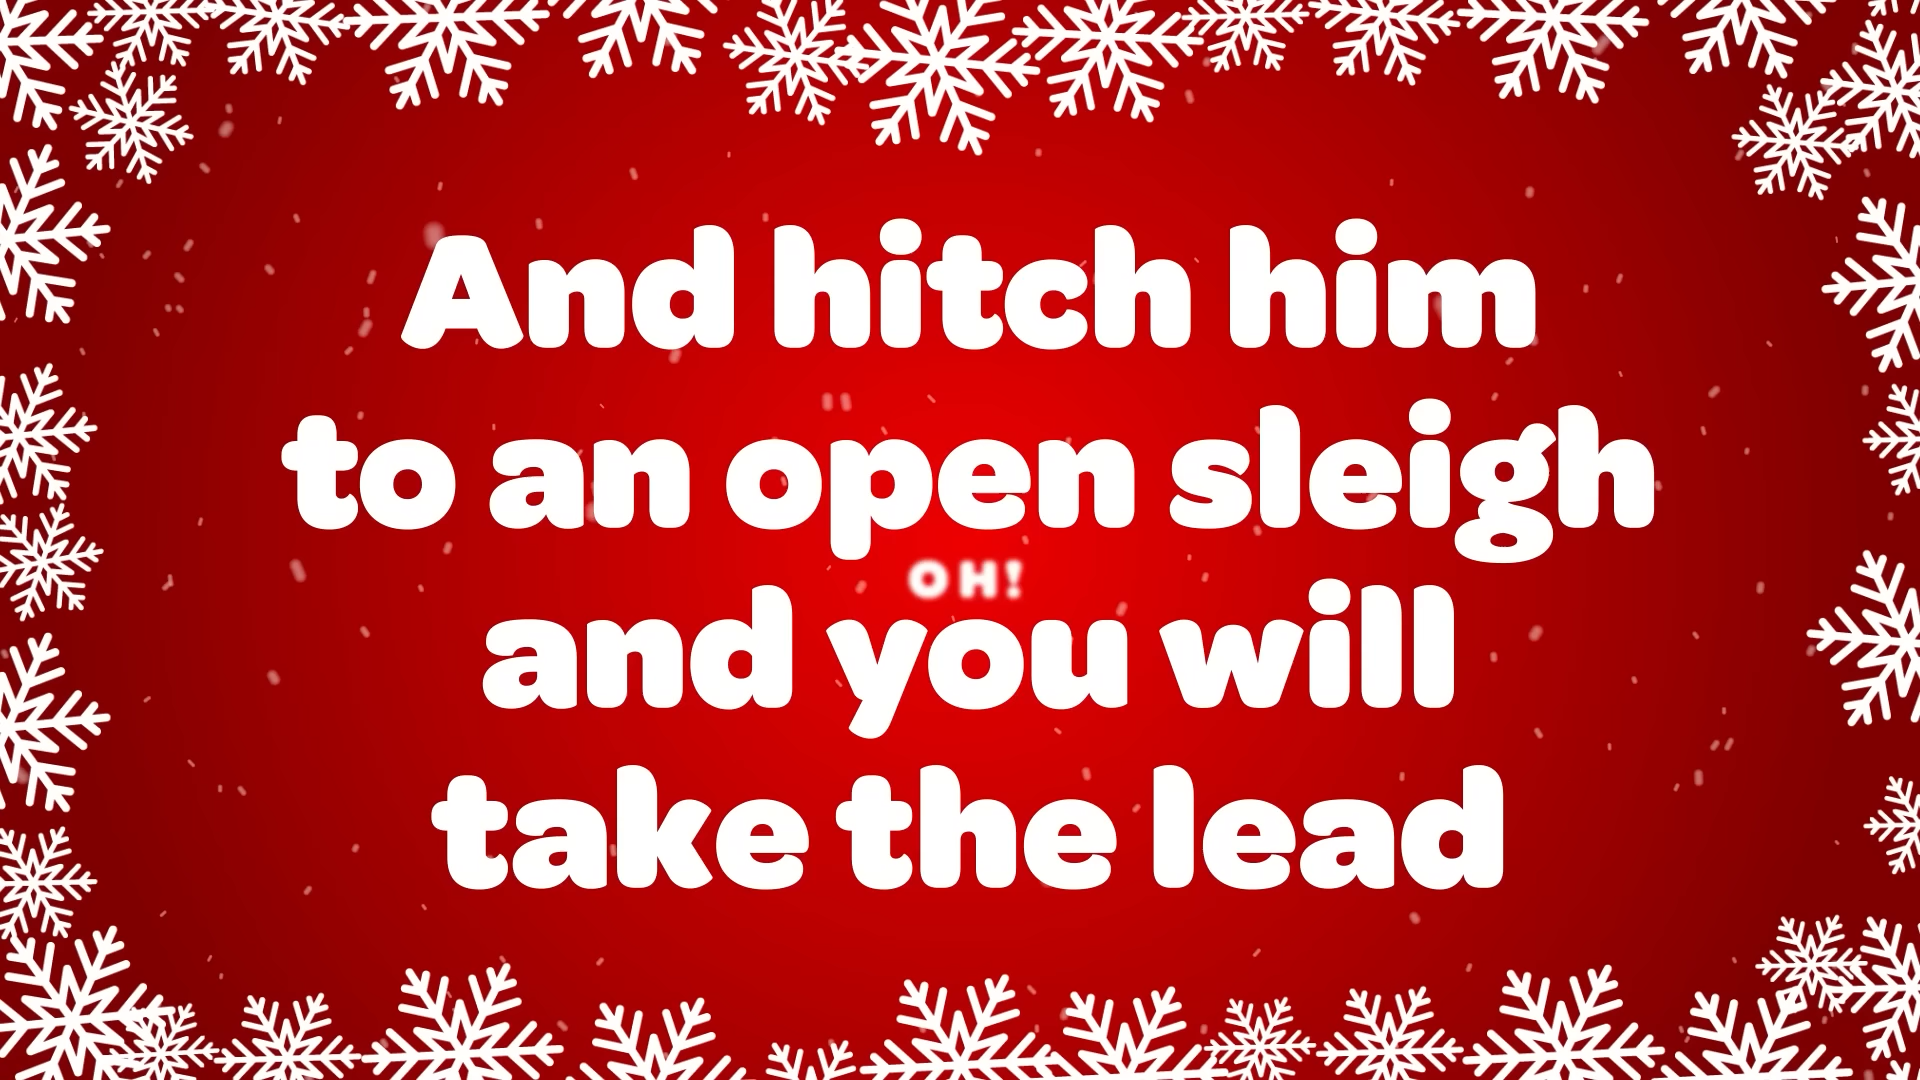 And hitch him
to an open sleigh
OH!
and you will
take the lead